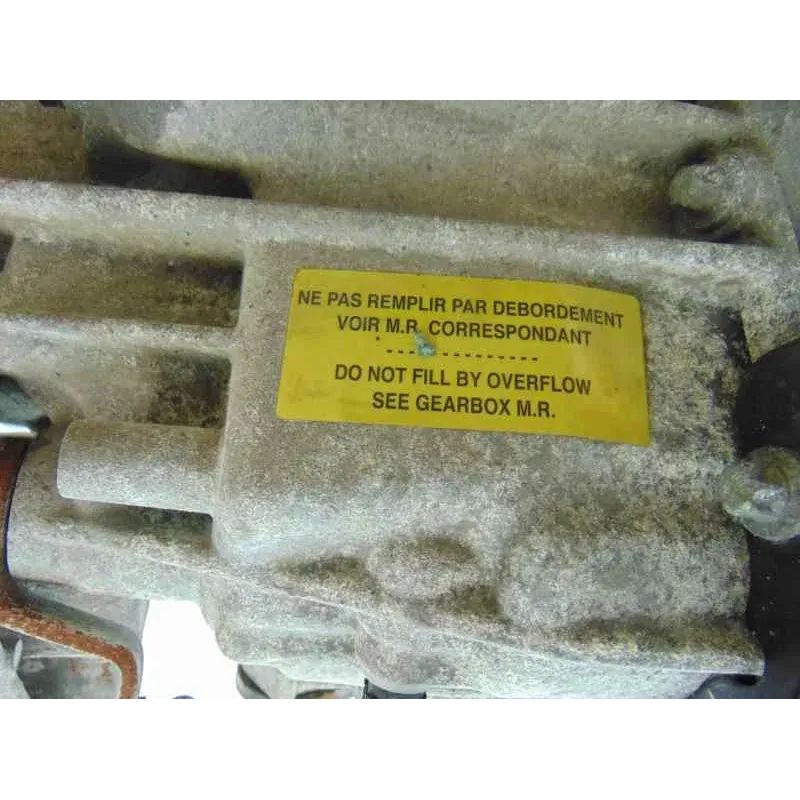 NE PAS REMPLIR PAR DEBORDEMENT
VOIR M.R. CORRESPONDANT
--------------
DO NOT FILL BY OVERFLOW
SEE GEARBOX M.R.